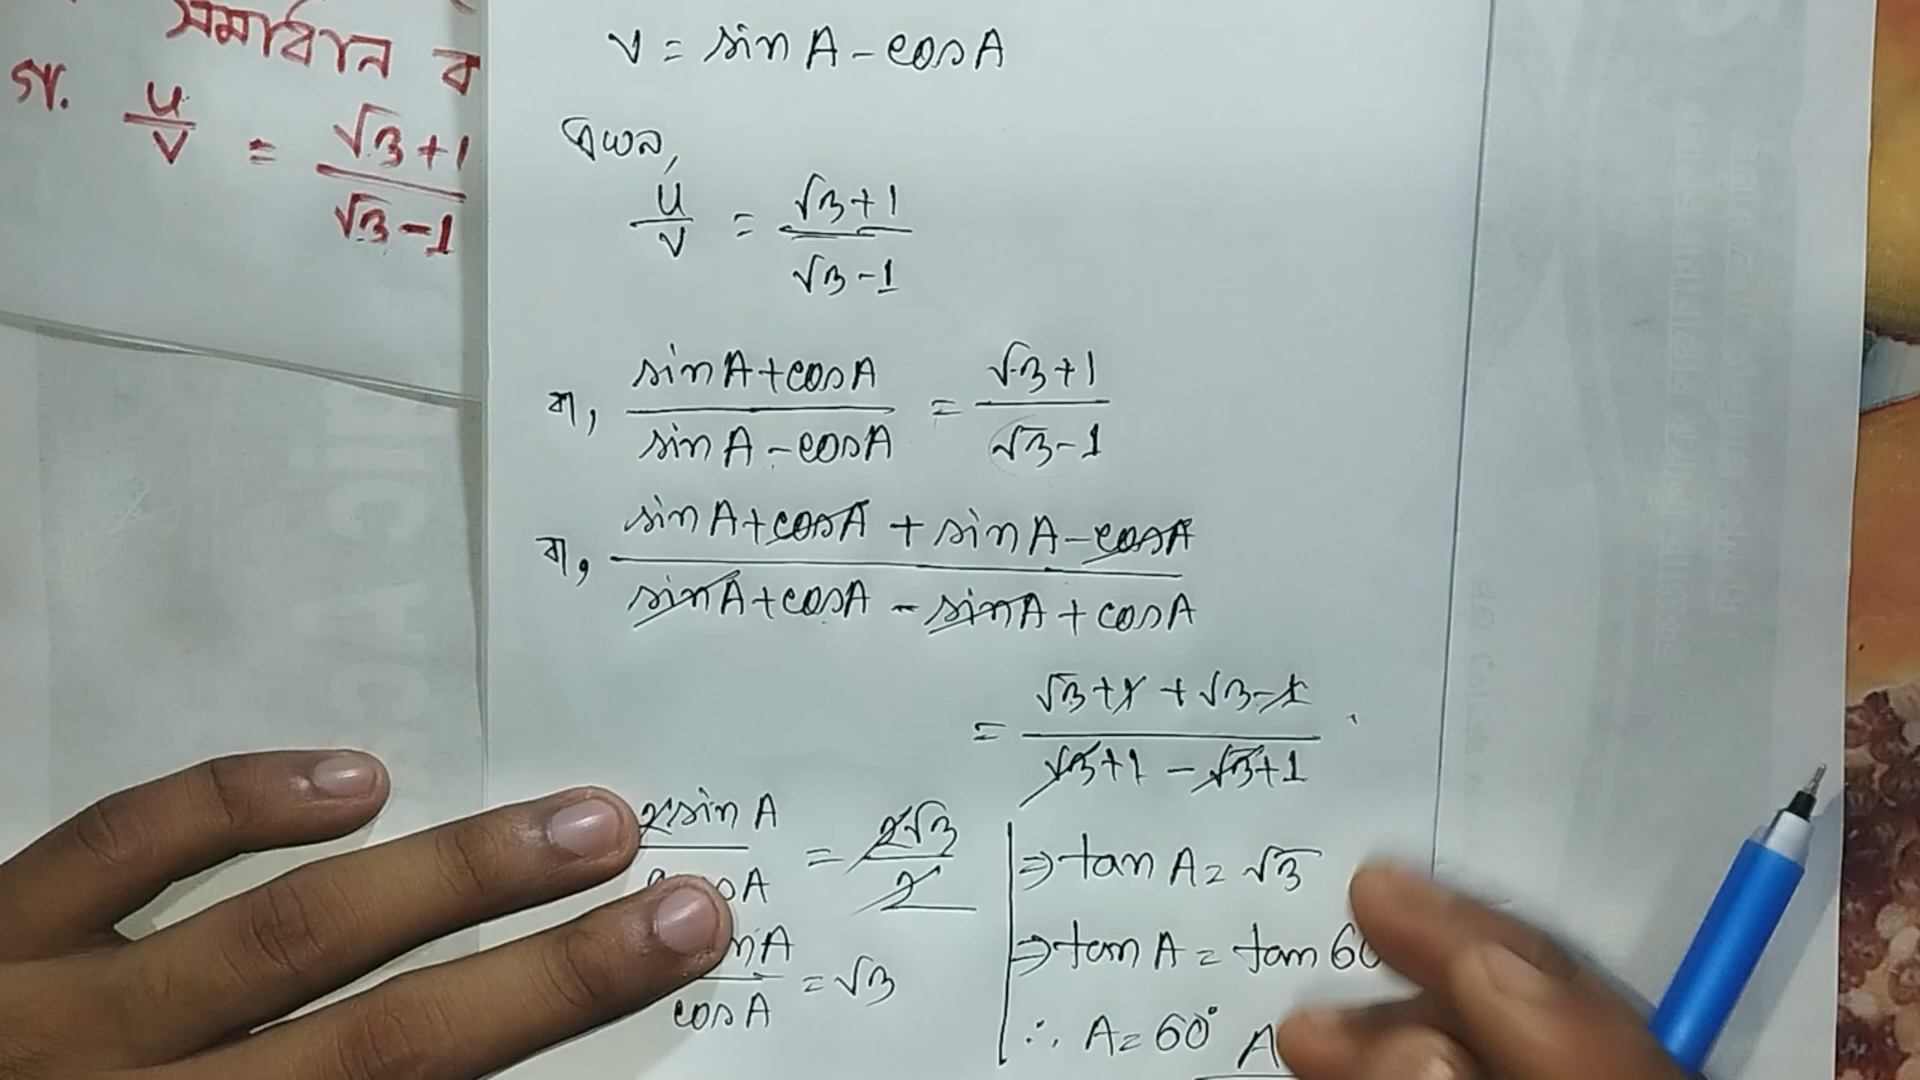 সমাধান ক
গ. u/v = √3+1/√3-1
v = sin A - cos A
এখন,
u/v = √3+1/√3-1
বা, sin A + cos A/sin A - cos A = √3+1/√3-1
বা, sin A + cos A + sin A - cos A/sin A + cos A - sin A + cos A
= √3+1+√3-1/√3+1-√3+1
2 sin A/ cos A = 2√3/2
A/cos A = √3
⇒ tan A = √3
⇒ tan A = tan 60
∴ A = 60° A